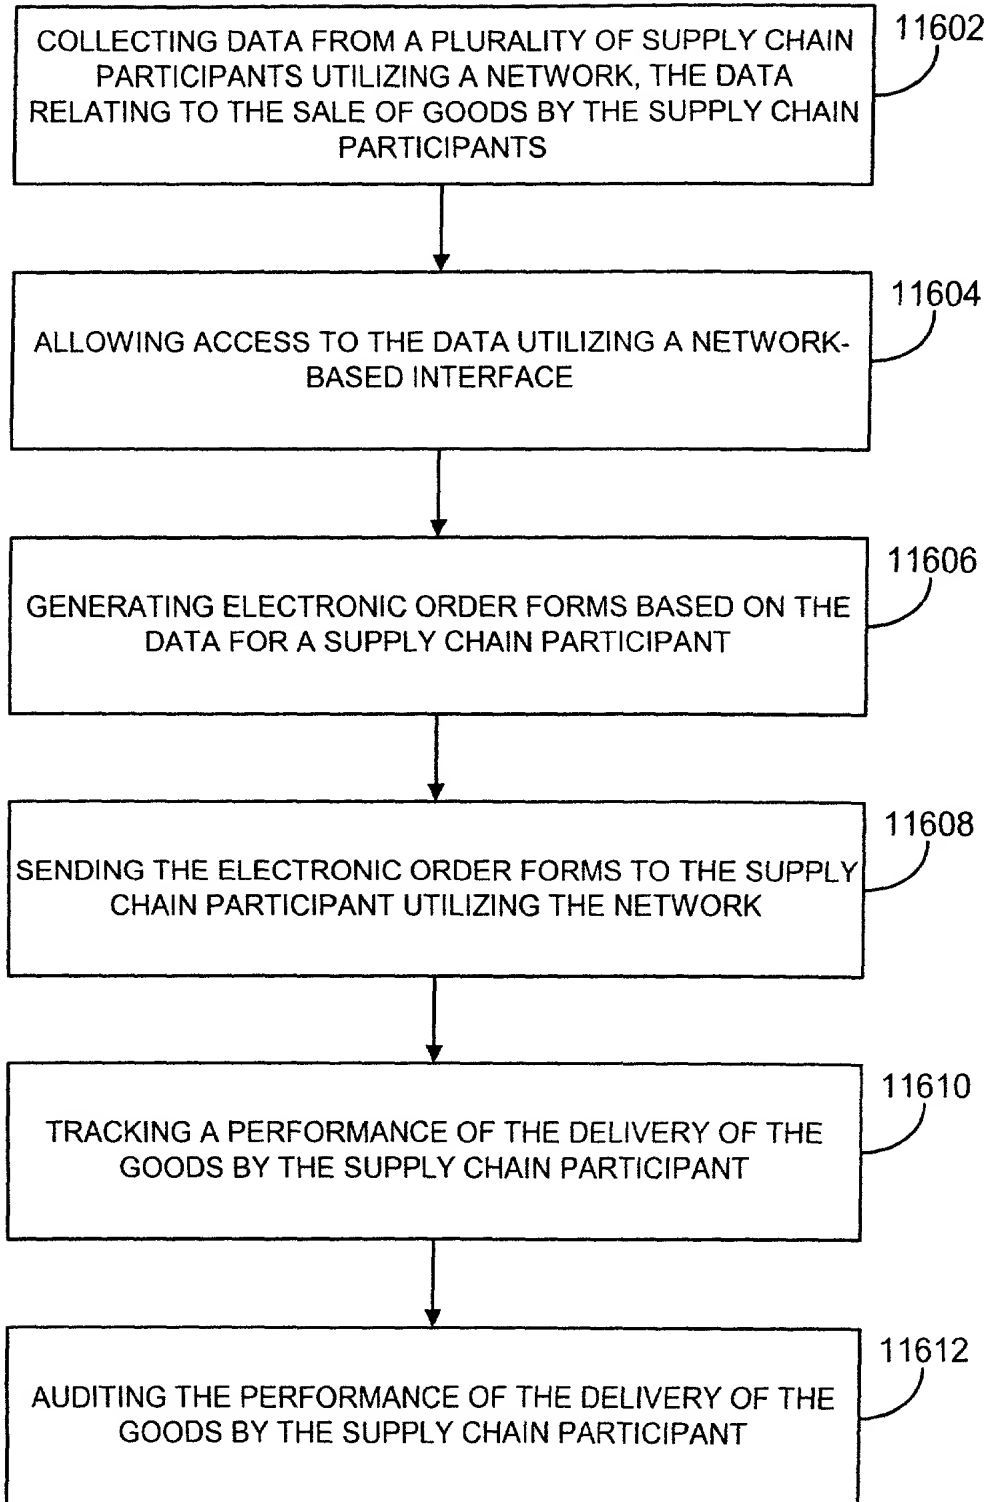 COLLECTING DATA FROM A PLURALITY OF SUPPLY CHAIN
PARTICIPANTS UTILIZING A NETWORK, THE DATA
RELATING TO THE SALE OF GOODS BY THE SUPPLY CHAIN
PARTICIPANTS
11602
ALLOWING ACCESS TO THE DATA UTILIZING A NETWORK-
BASED INTERFACE
11604
GENERATING ELECTRONIC ORDER FORMS BASED ON THE
DATA FOR A SUPPLY CHAIN PARTICIPANT
11606
SENDING THE ELECTRONIC ORDER FORMS TO THE SUPPLY
CHAIN PARTICIPANT UTILIZING THE NETWORK
11608
TRACKING A PERFORMANCE OF THE DELIVERY OF THE
GOODS BY THE SUPPLY CHAIN PARTICIPANT
11610
AUDITING THE PERFORMANCE OF THE DELIVERY OF THE
GOODS BY THE SUPPLY CHAIN PARTICIPANT
11612